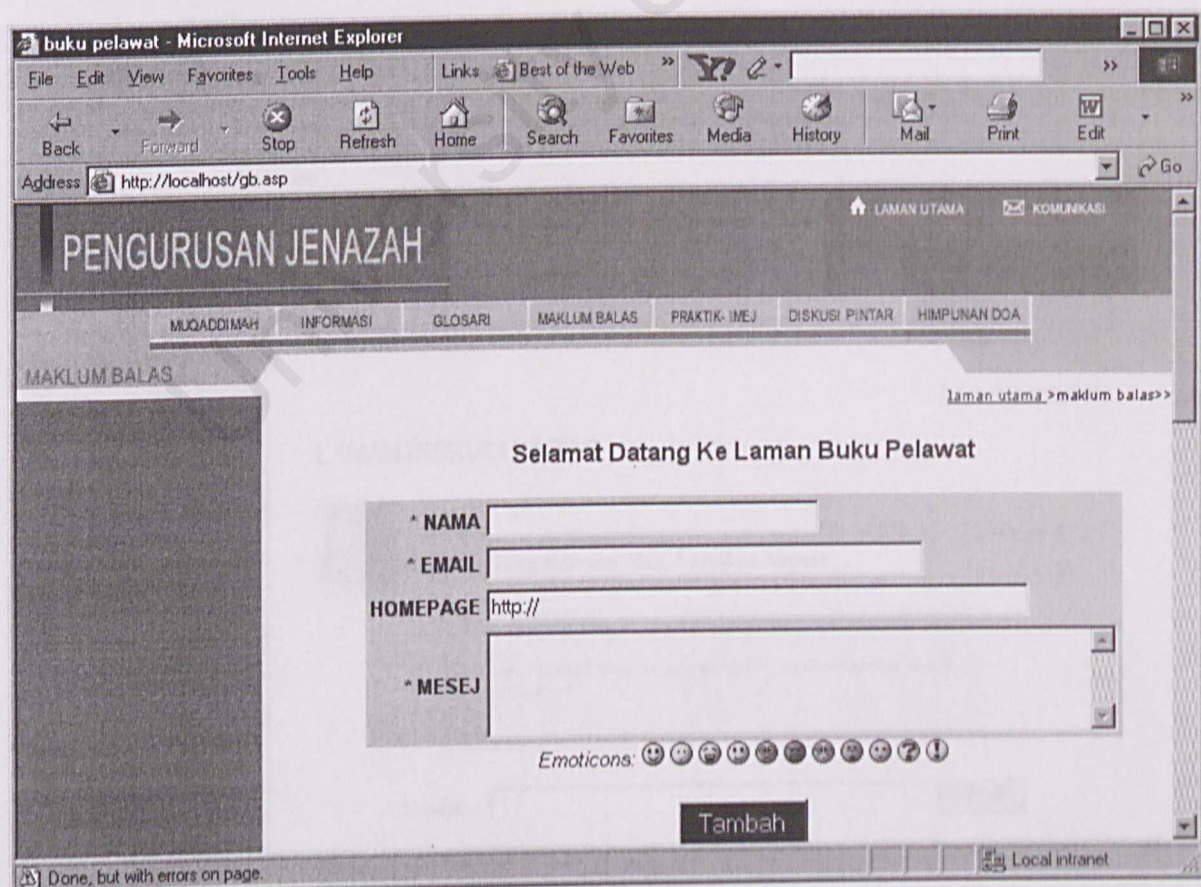 buku pelawat - Microsoft Internet Explorer
File Edit View Favorites Tools Help Links Best of the Web »
Back Forward Stop Refresh Home Search Favorites Media History Mail Print Edit
Address http://localhost/gb.asp Go
LAMAN UTAMA KOMUNIKASI
PENGURUSAN JENAZAH
MUQADDIMAH INFORMASI GLOSARI MAKLUM BALAS PRAKTIK- IMEJ DISKUSI PINTAR HIMPUNAN DOA
MAKLUM BALAS
laman utama >maklum balas>>
Selamat Datang Ke Laman Buku Pelawat
* NAMA
* EMAIL
HOMEPAGE http://
* MESEJ
Emoticons:
Tambah
Done, but with errors on page. Local intranet